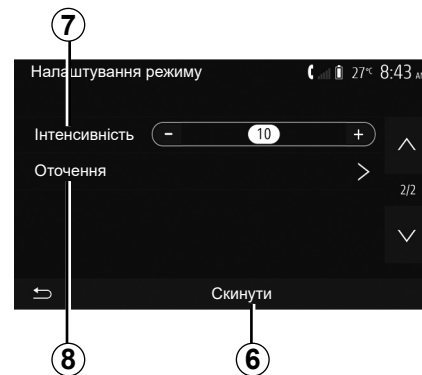 7
Налаштування режиму 27°C 8:43
Інтенсивність - 10 +
Оточення >
2/2
Скинути
8 6